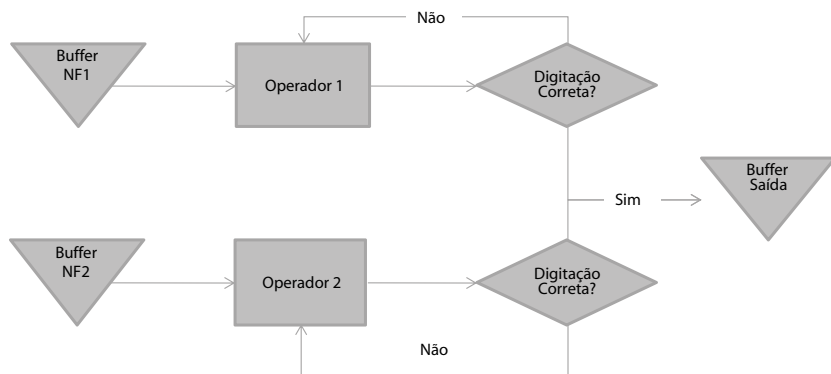 Não
Buffer
NF1
Operador 1
Digitação
Correta?
Buffer
Saída
Sim
Buffer
NF2
Operador 2
Digitação
Correta?
Não